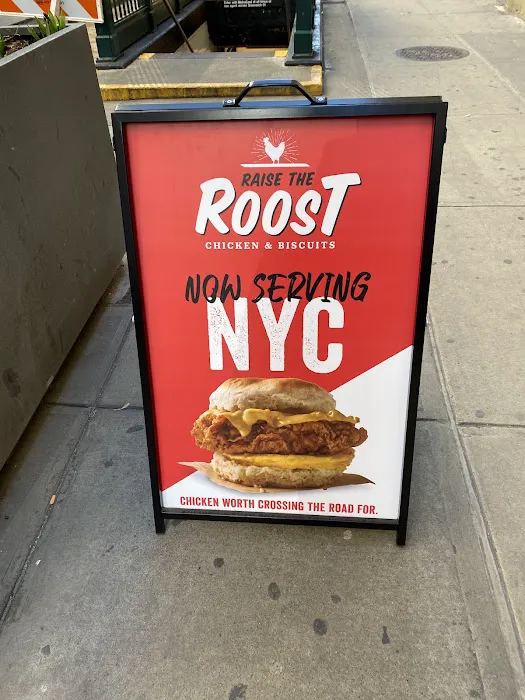 RAISE THE
ROOST
CHICKEN & BISCUITS
NOW SERVING
NYC
CHICKEN WORTH CROSSING THE ROAD FOR.